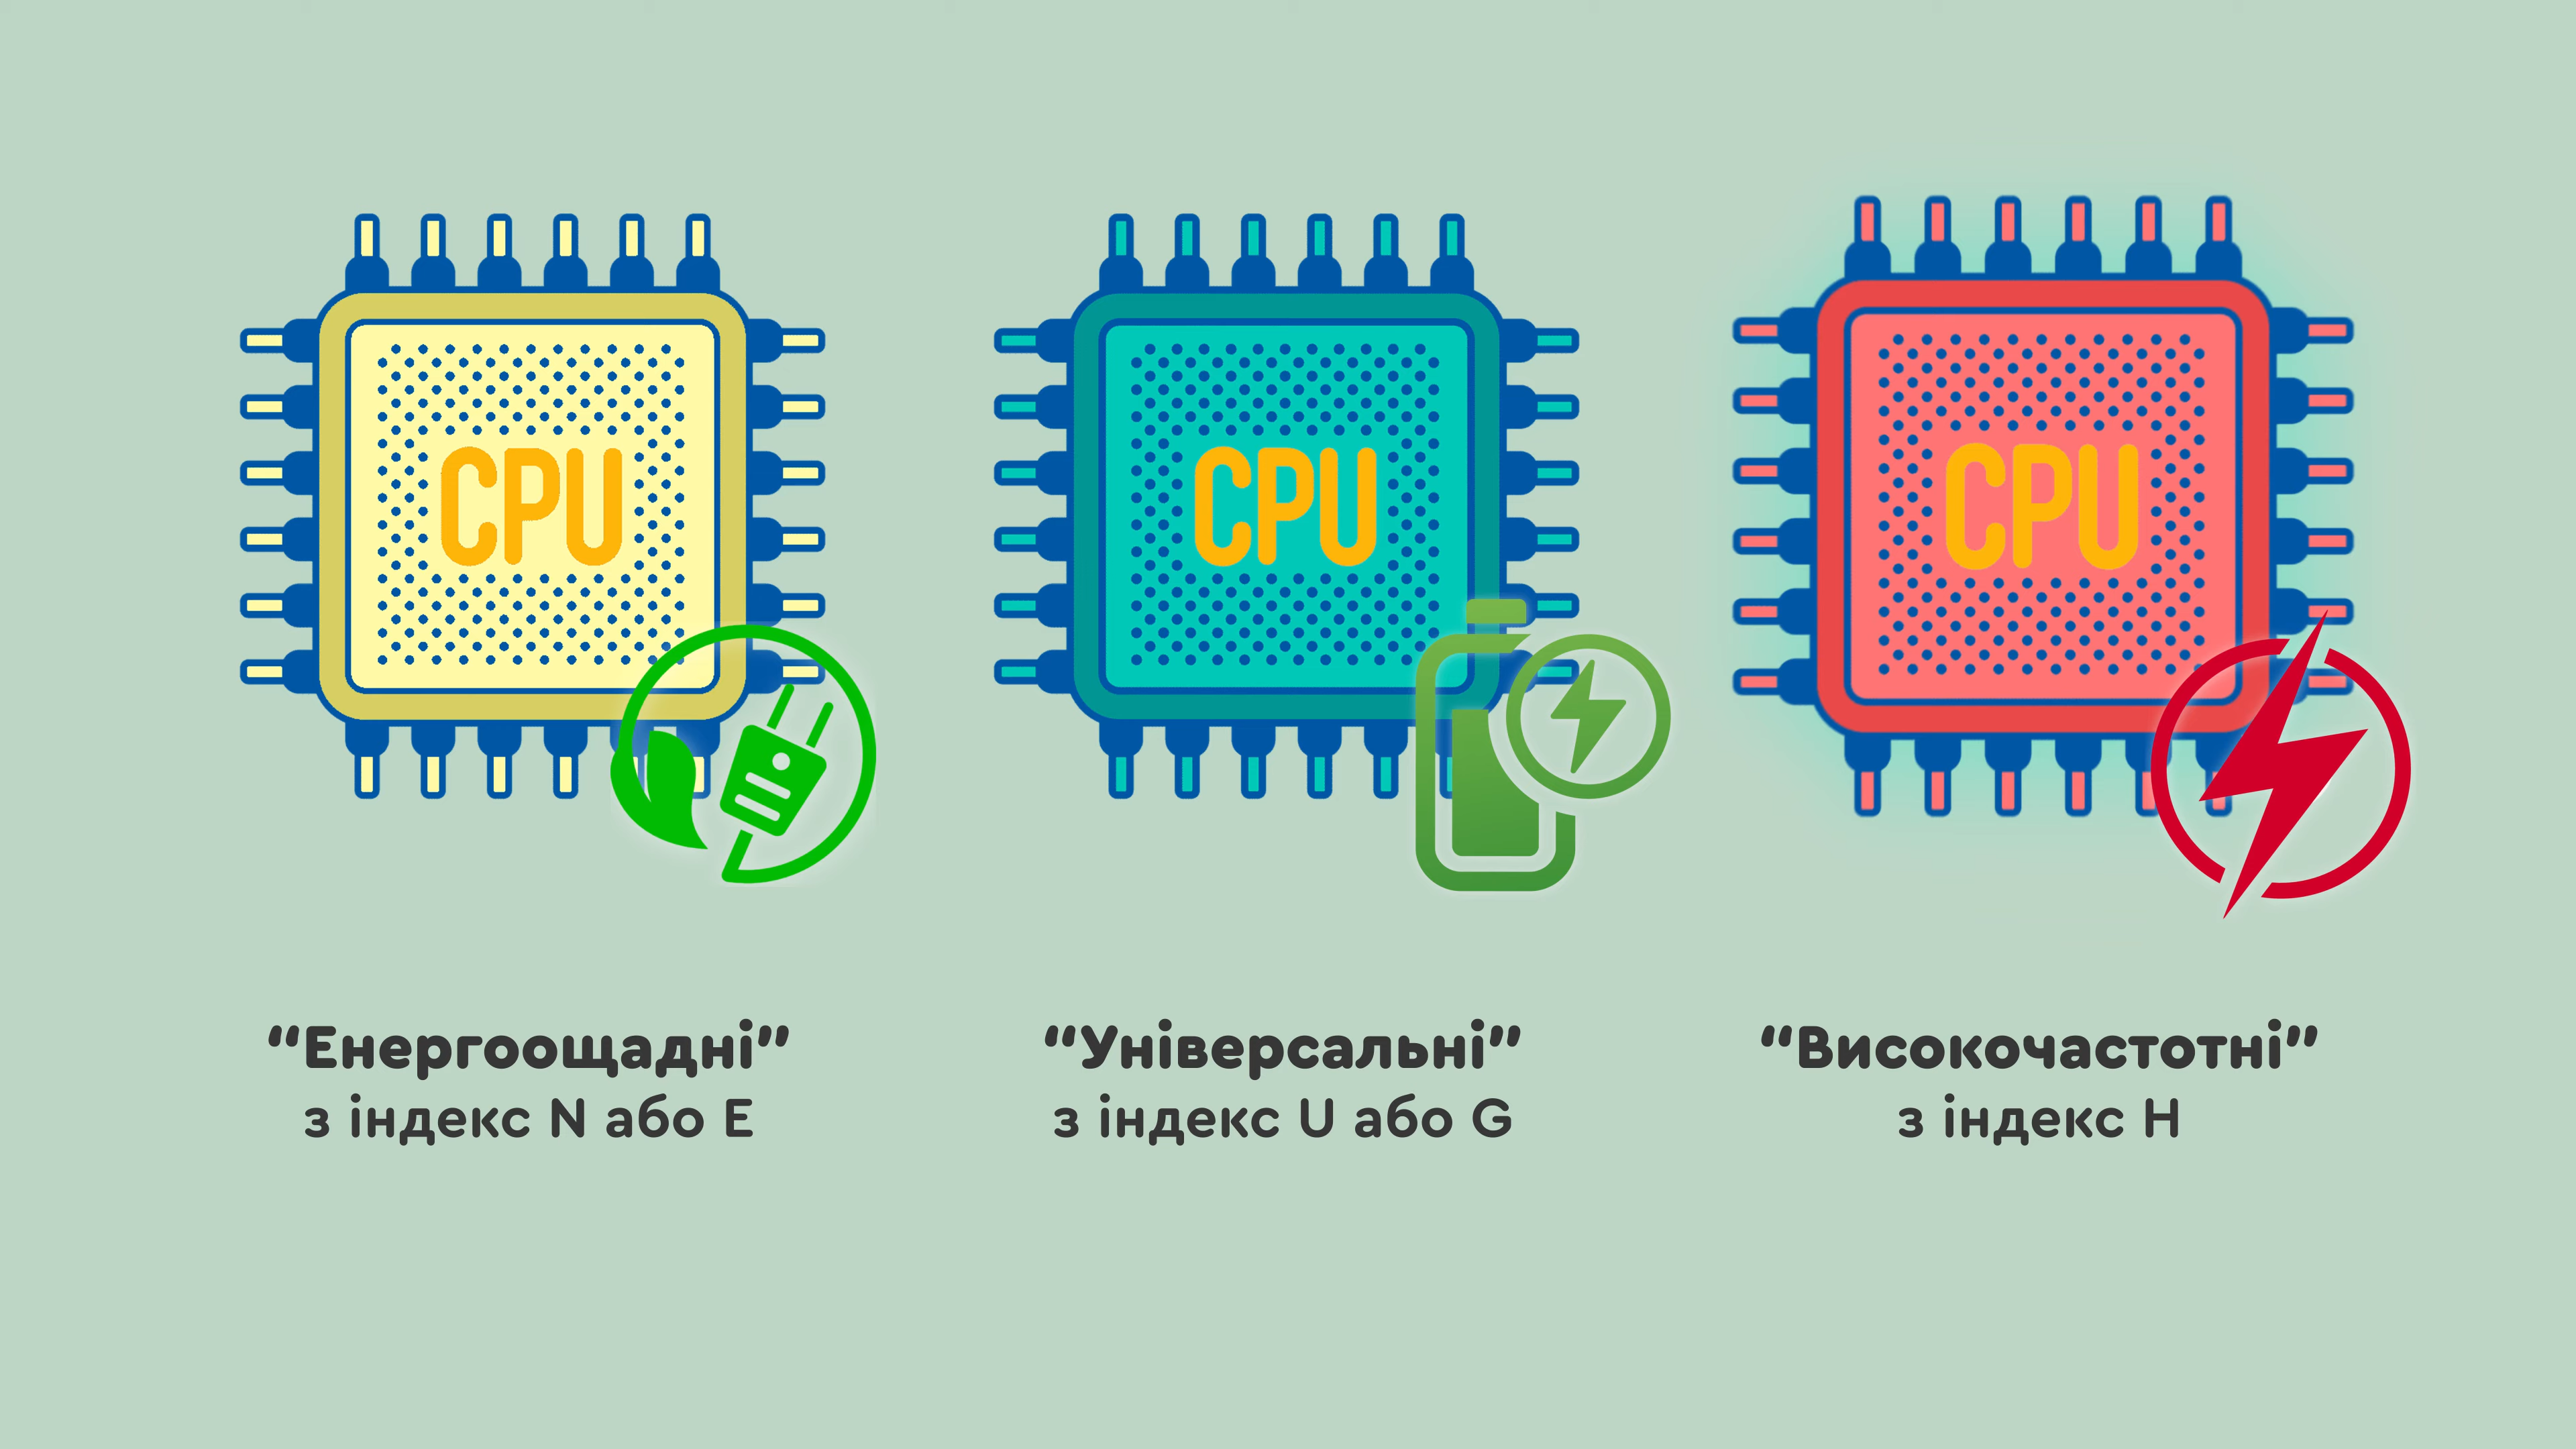 CPU
CPU
CPU
“Енергоощадні”
з індекс N або E
“Універсальні”
з індекс U або G
“Високочастотні”
з індекс H